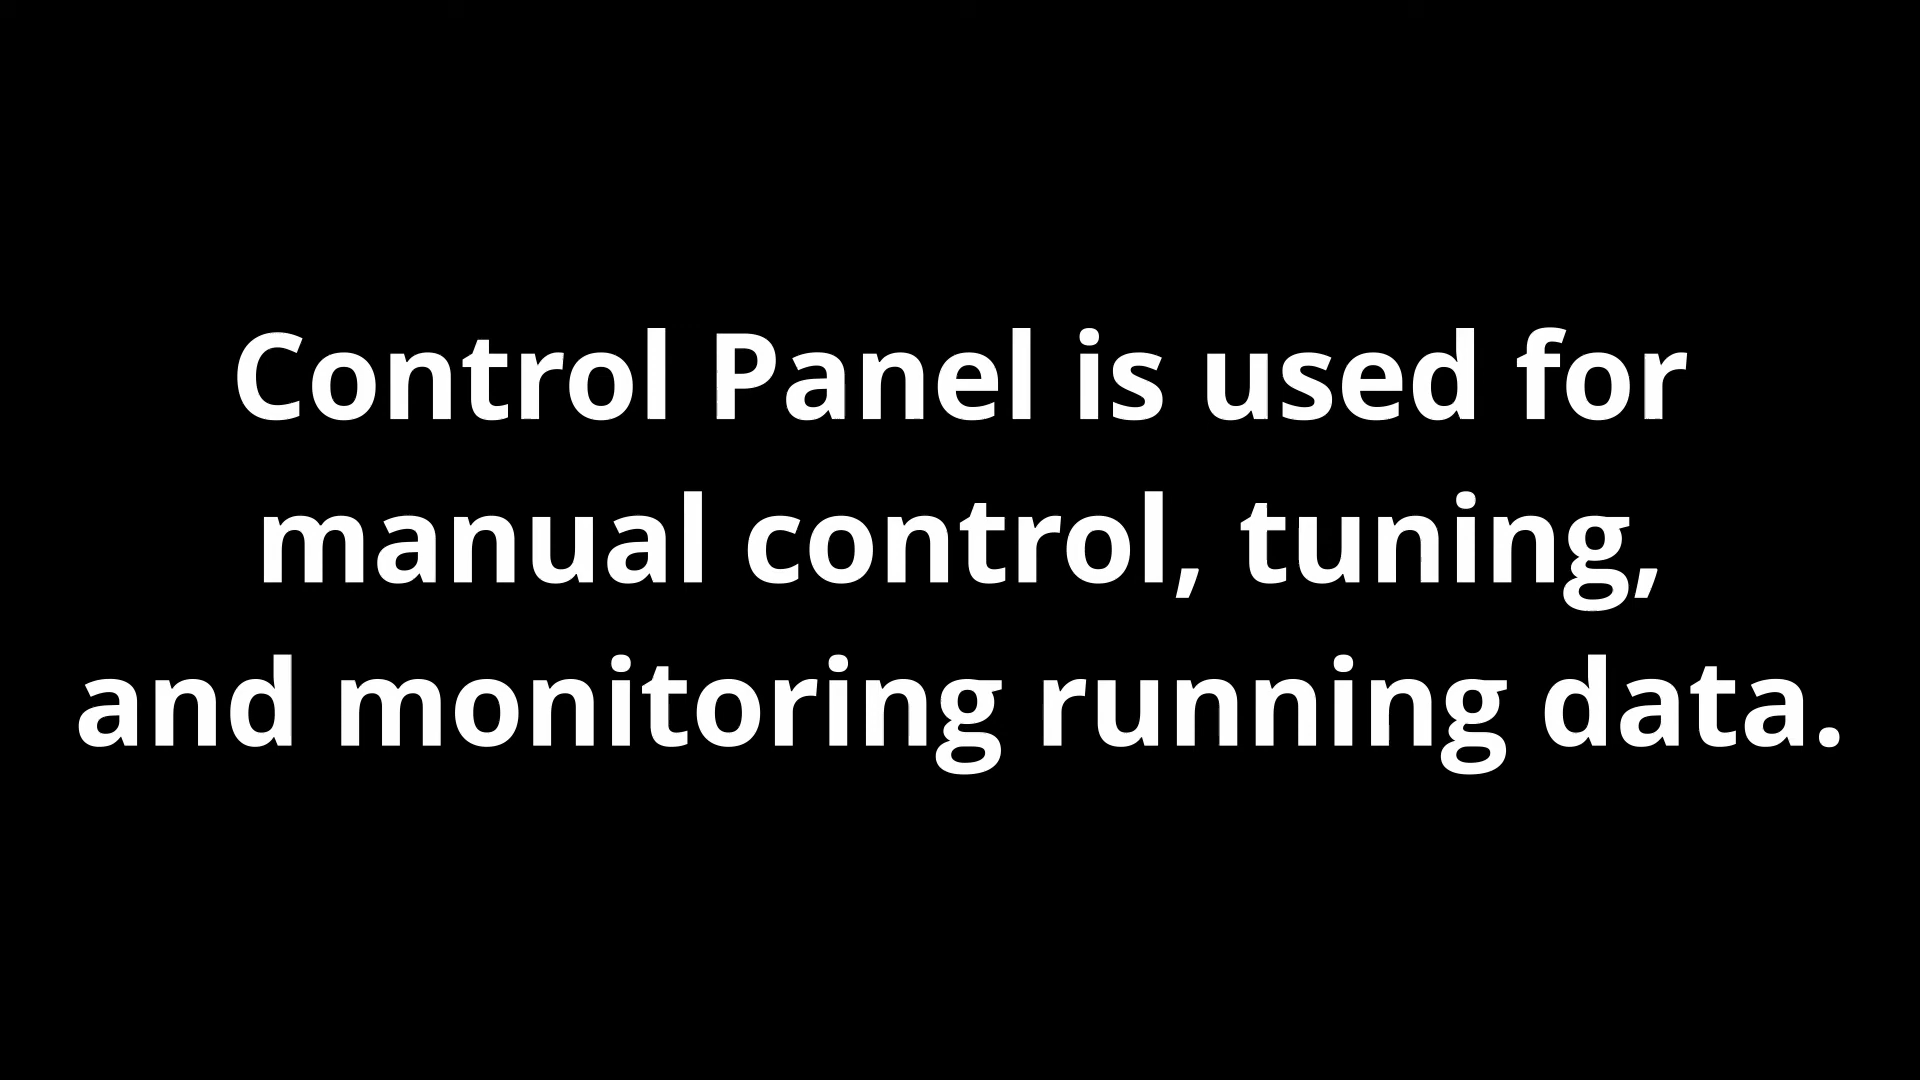 Control Panel is used for
manual control, tuning,
and monitoring running data.